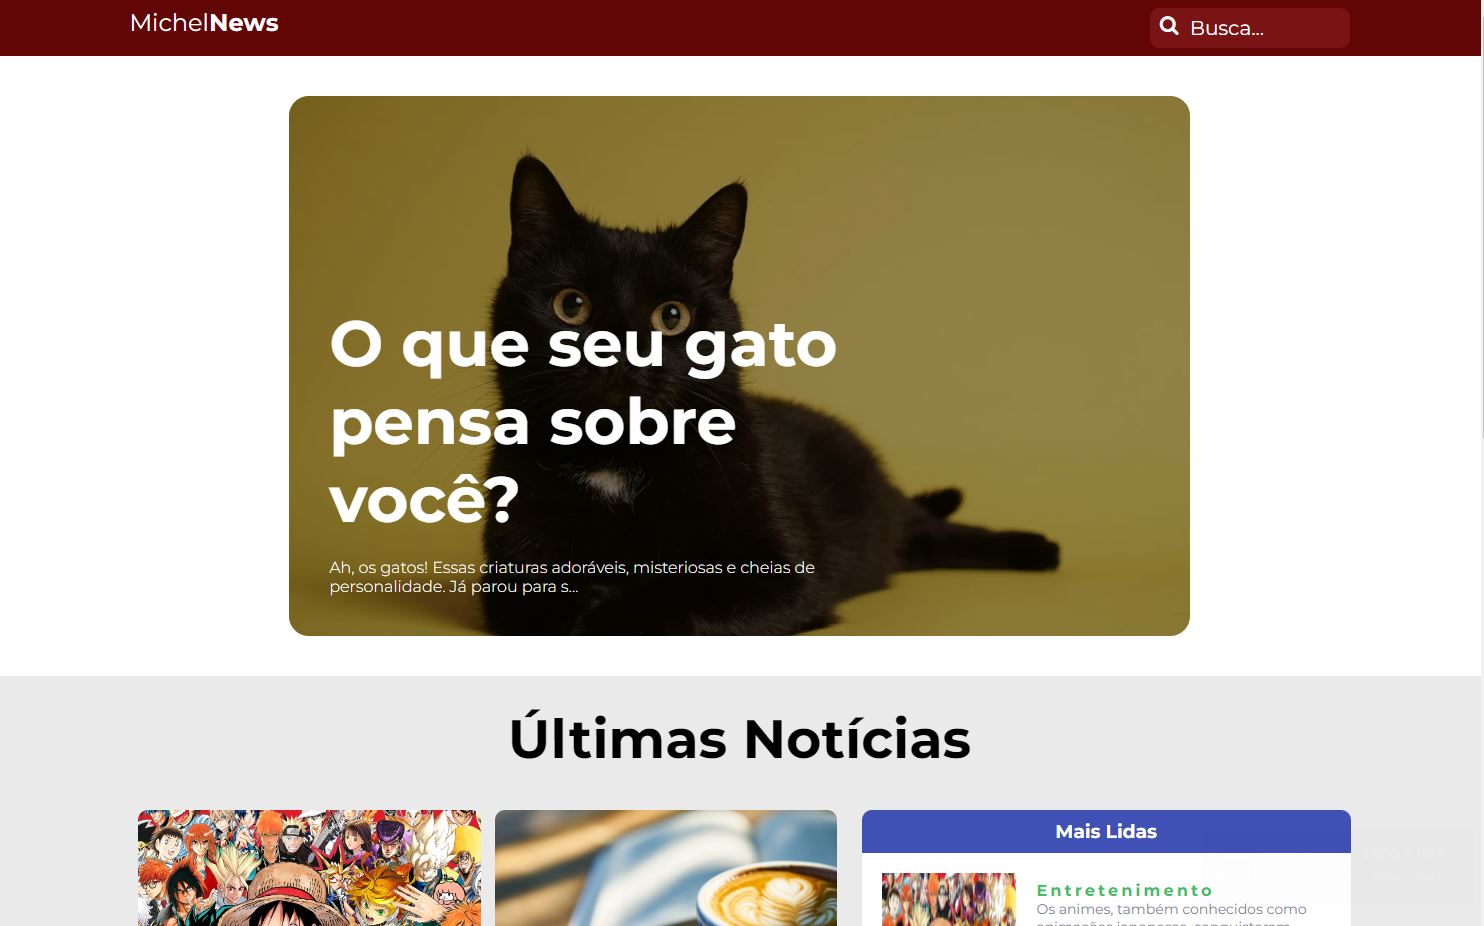 MichelNews
Busca...
O que seu gato
pensa sobre
você?
Ah, os gatos! Essas criaturas adoráveis, misteriosas e cheias de
personalidade. Já parou para s...
Últimas Notícias
Mais Lidas
Entretenimento
Os animes, também conhecidos como